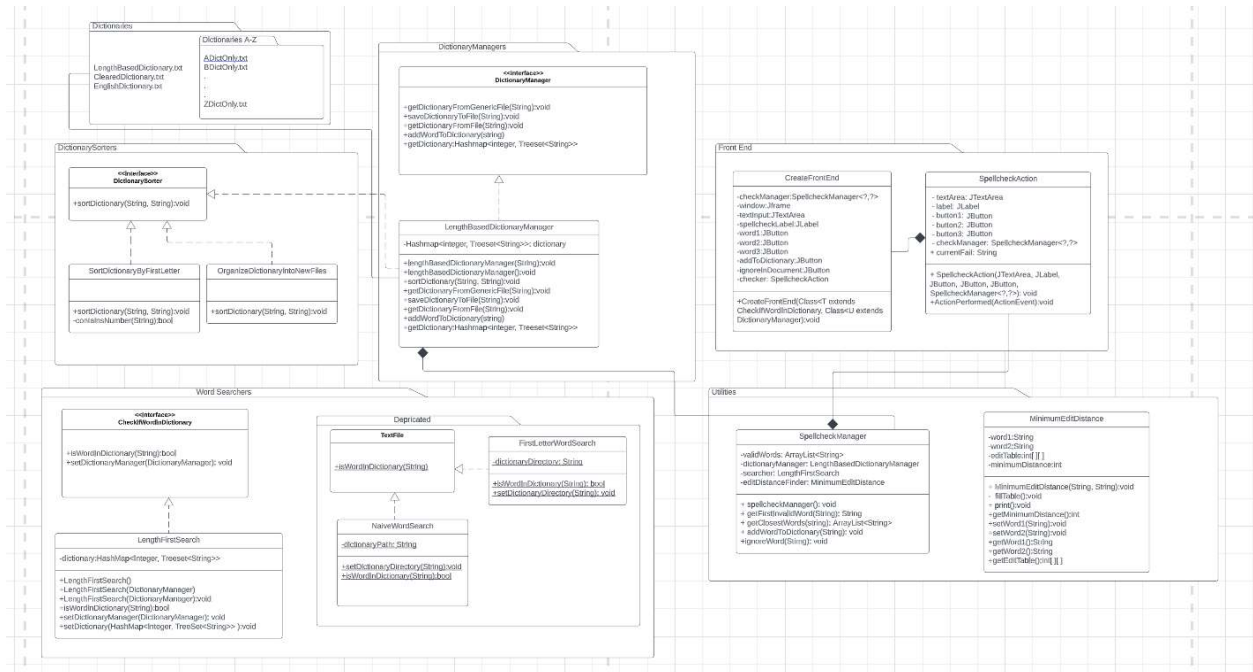 Dictionaries
LengthBasedDictionary.txt
ClearedDictionary.txt
EnglishDictionary.txt
Dictionaries A-Z
ADictOnly.txt
BDictOnly.txt
.
.
.
ZDictOnly.txt
DictionaryManagers
<<Interface>>
DictionaryManager
+getDictionaryFromGenericFile(String):void
+saveDictionaryToFile(String):void
+getDictionaryFromFile(String):void
+addWordToDictionary(string)
+getDictionary:Hashmap<integer, Treeset<String>>
LengthBasedDictionaryManager
-Hashmap<integer, Treeset<String>>: dictionary
+lengthBasedDictionaryManager(String):void
+lengthBasedDictionaryManager():void
+sortDictionary(String, String):void
+getDictionaryFromGenericFile(String):void
+saveDictionaryToFile(String):void
+getDictionaryFromFile(String):void
+addWordToDictionary(string)
+getDictionary:Hashmap<integer, Treeset<String>>
DictionarySorters
<<Interface>>
DictionarySorter
+sortDictionary(String, String):void
SortDictionaryByFirstLetter
+sortDictionary(String, String):void
-containsNumber(String):bool
OrganizeDictionaryIntoNewFiles
+sortDictionary(String, String):void
Front End
CreateFrontEnd
-checkManager:SpellcheckManager<?,?>
-window:Jframe
-textInput:JTextArea
-spellcheckLabel:JLabel
-word1:JButton
-word2:JButton
-word3:JButton
-addToDictionary:JButton
-ignoreInDocument:JButton
-checker: SpellcheckAction
+CreateFrontEnd(Class<T extends
CheckIfWordInDictionary, Class<U extends
DictionaryManager):void
SpellcheckAction
- textArea: JTextArea
- label: JLabel
- button1: JButton
- button2: JButton
- button3: JButton
- checkManager: SpellcheckManager<?,?>
+ currentFail: String
+ SpellcheckAction(JTextArea, JLabel,
JButton, JButton, JButton,
SpellcheckManager<?,?>): void
+ActionPerformed(ActionEvent):void
Word Searchers
<<Interface>>
CheckIfWordInDictionary
+isWordInDictionary(String):bool
+setDictionaryManager(DictionaryManager): void
LengthFirstSearch
-dictionary:HashMap<Integer, Treeset<String>>
+LengthFirstSearch()
+LengthFirstSearch(DictionaryManager)
+LengthFirstSearch(DictionaryManager):void
+isWordInDictionary(String):bool
+setDictionaryManager(DictionaryManager): void
+setDictionary(HashMap<Integer, TreeSet<String>> ):void
Depricated
TextFile
+isWordInDictionary(String)
FirstLetterWordSearch
-dictionaryDirectory: String
+isWordInDictionary(String): bool
+setDictionaryDirectory(String): void
NaiveWordSearch
-dictionaryPath: String
+setDictionaryDirectory(String):void
+isWordInDictionary(String):bool
Utilities
SpellcheckManager
-validWords: ArrayList<String>
-dictionaryManager: LengthBasedDictionaryManager
-searcher: LengthFirstSearch
-editDistanceFinder: MinimumEditDistance
+ spellcheckManager(): void
+ getFirstInvalidWord(String): String
+ getClosestWords(string): ArrayList<String>
+ addWordToDictionary(String): void
+ignoreWord(String): void
MinimumEditDistance
-word1:String
-word2:String
-editTable:int[ ][ ]
-minimumDistance:int
+ MinimumEditDistance(String, String):void
- fillTable():void
+ print():void
+getMinimumDistance():int
+setWord1(String):void
+setWord2(String):void
+getWord1():String
+getWord2():String
+getEditTable():int[ ][ ]